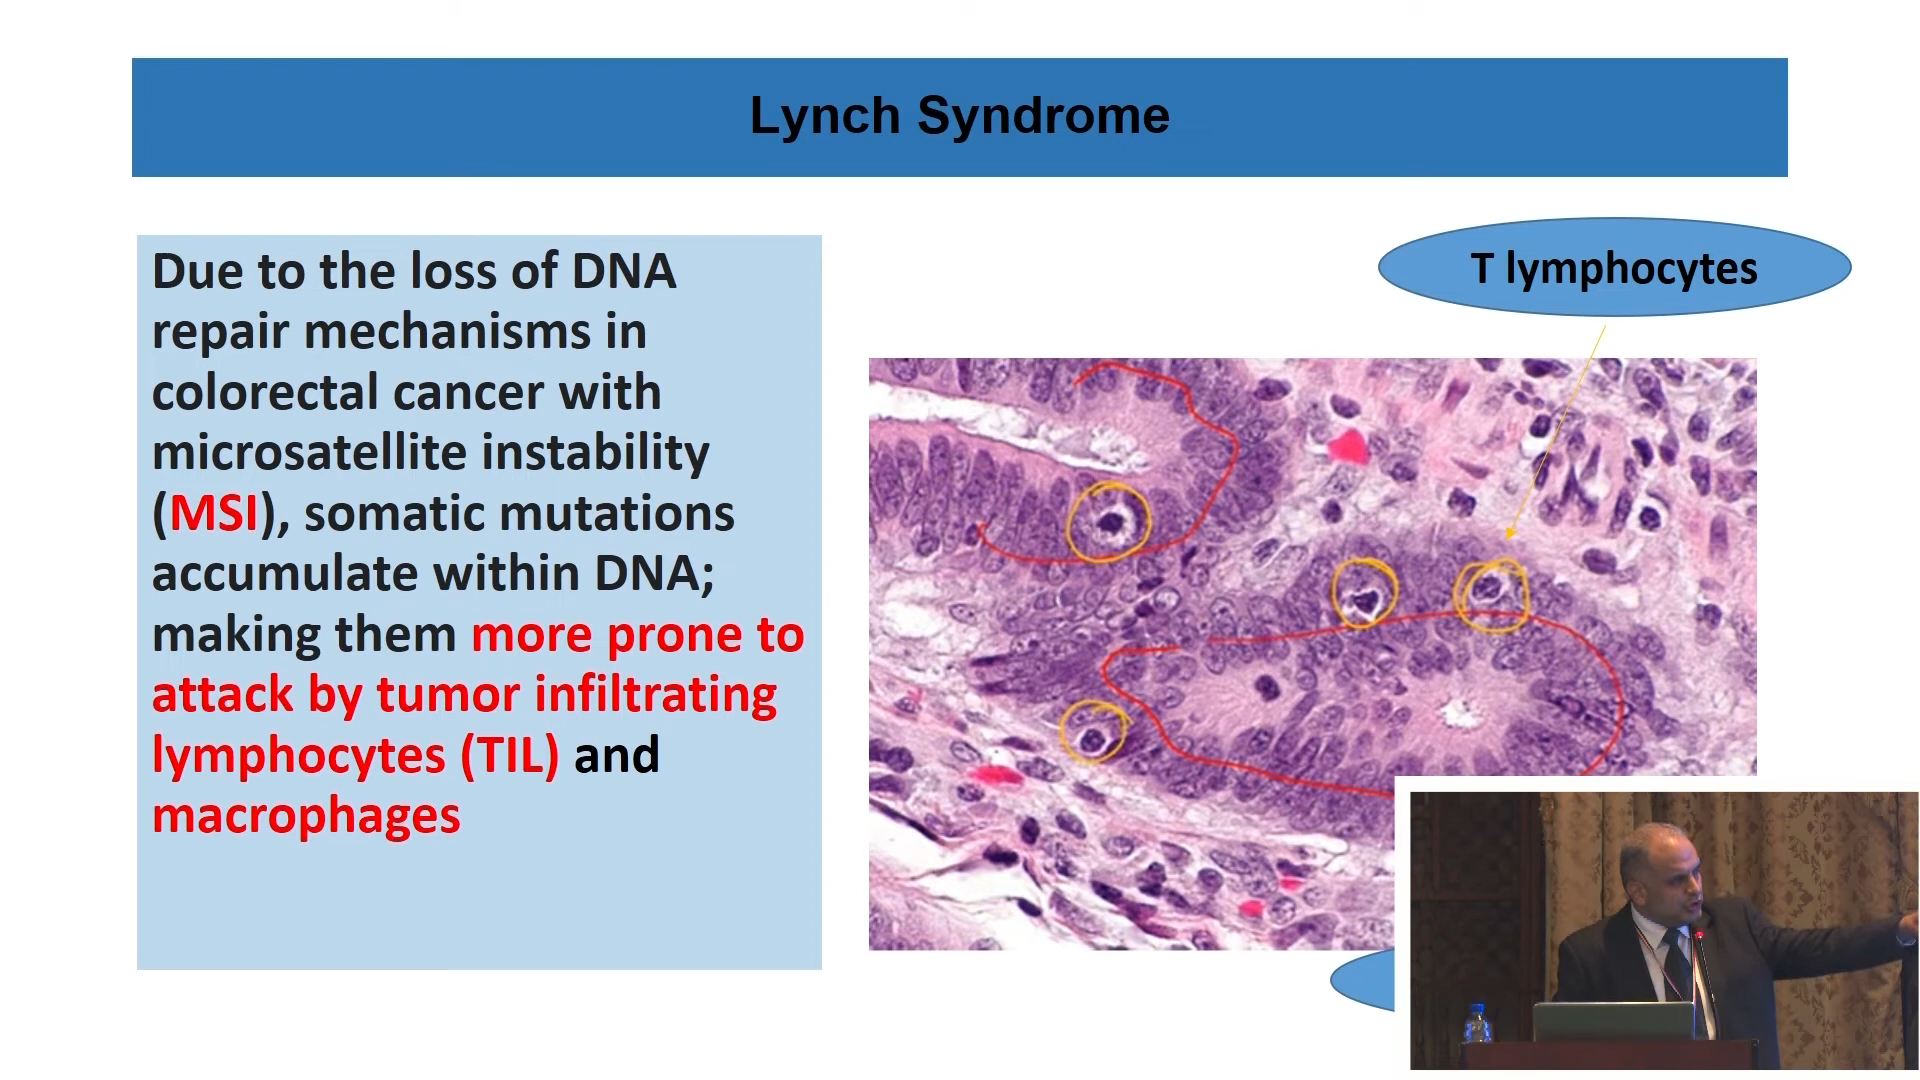 Lynch Syndrome
Due to the loss of DNA
repair mechanisms in
colorectal cancer with
microsatellite instability
(MSI), somatic mutations
accumulate within DNA;
making them more prone to
attack by tumor infiltrating
lymphocytes (TIL) and
macrophages
T lymphocytes